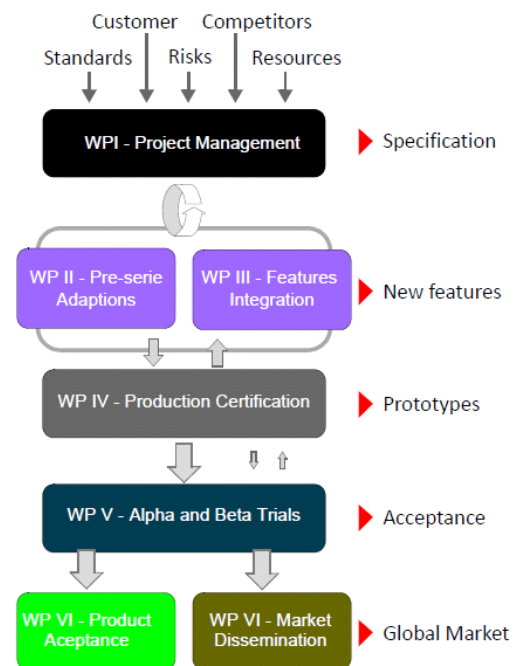 Customer Competitors
Standards Risks Resources
WPI - Project Management
Specification
WP II - Pre-serie
Adaptions
WP III - Features
Integration
New features
WP IV - Production Certification
Prototypes
WP V - Alpha and Beta Trials
Acceptance
WP VI - Product
Aceptance
WP VI - Market
Dissemination
Global Market